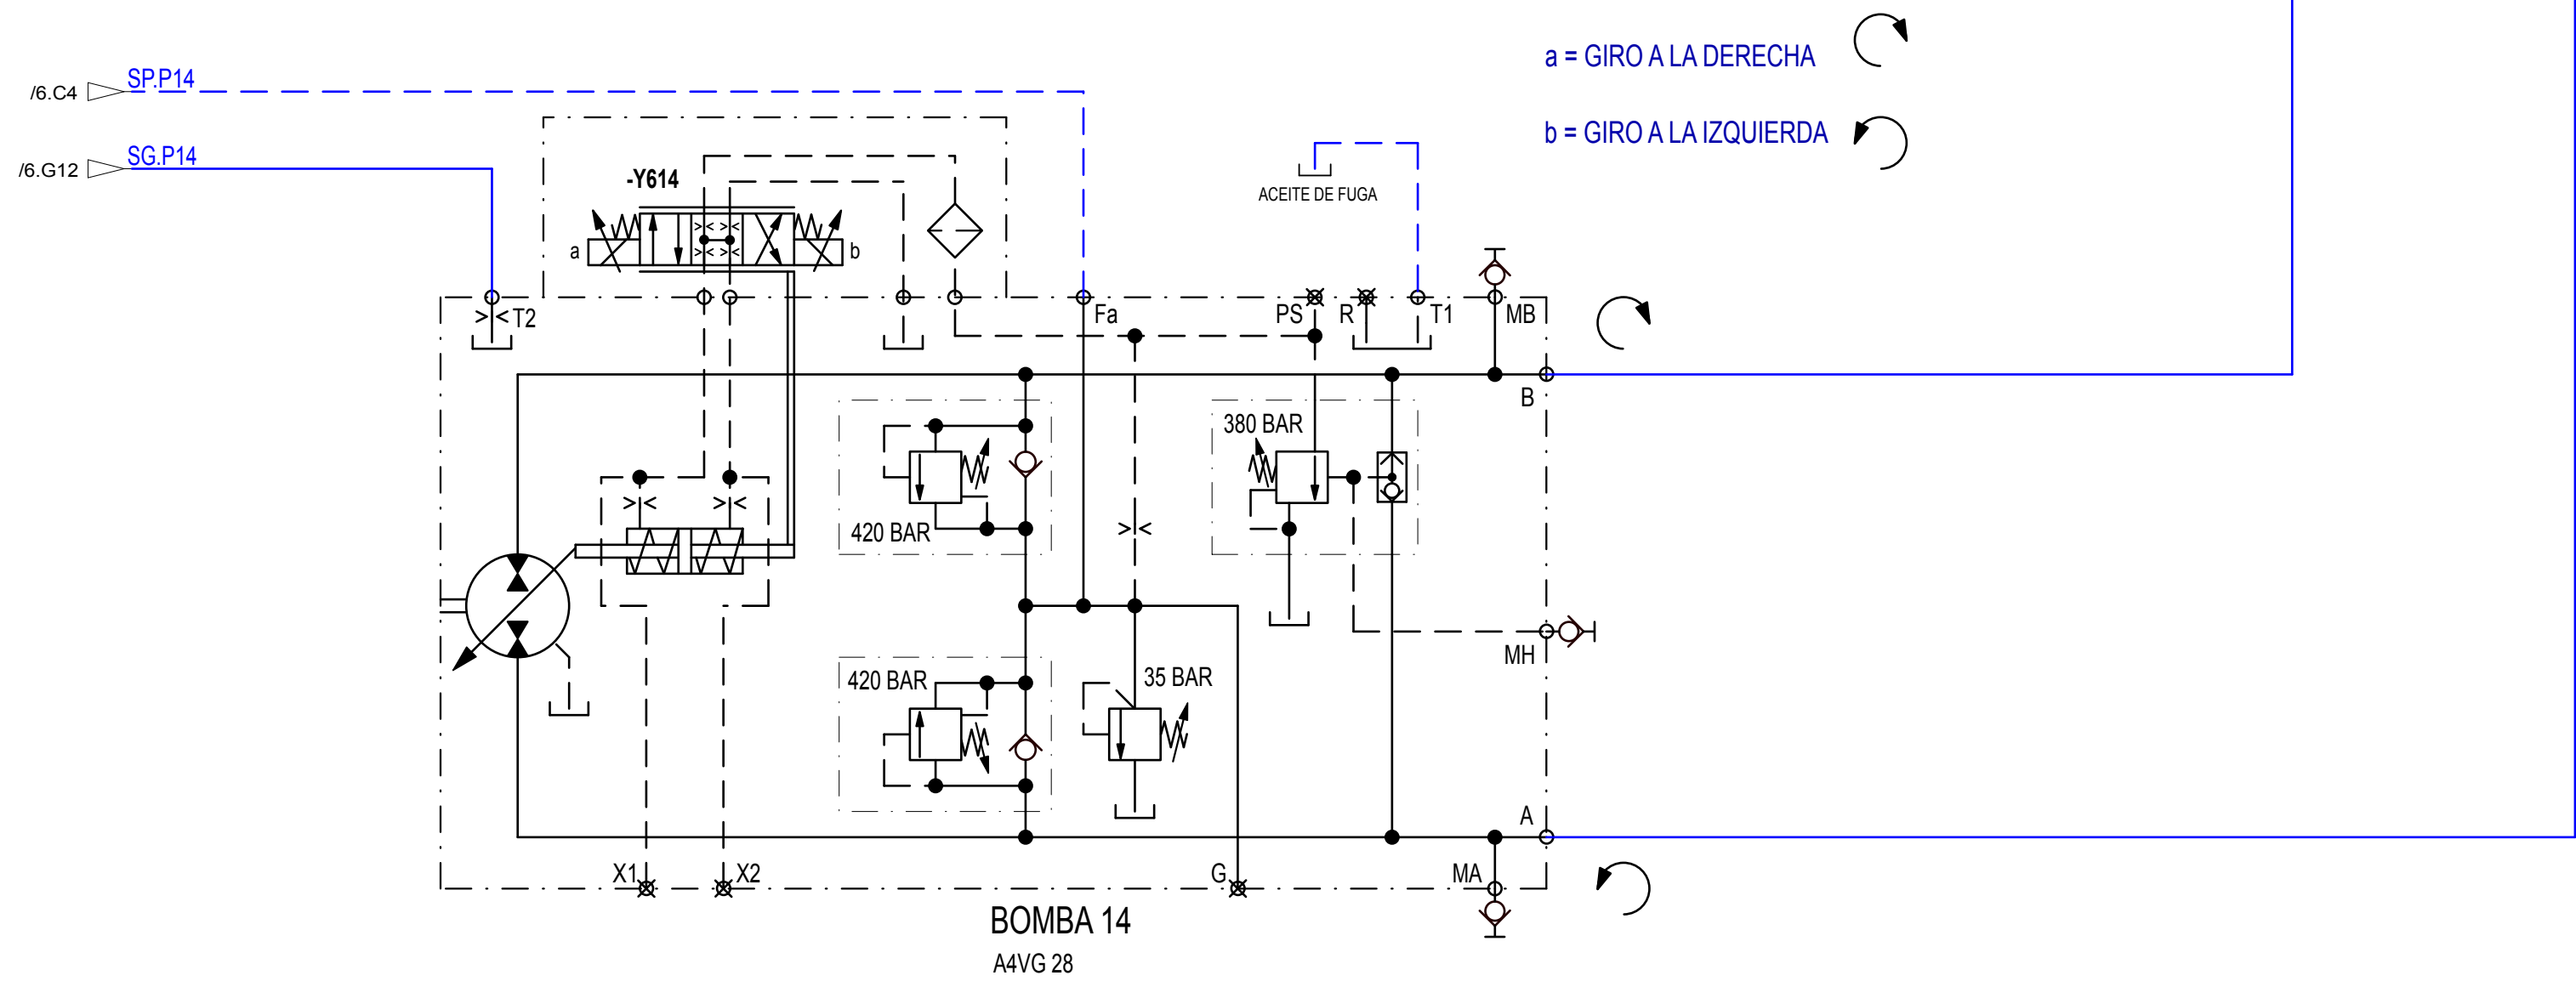 a = GIRO A LA DERECHA
SP.P14
/6.C4
b = GIRO A LA IZQUIERDA
SG.P14
/6.G12
-Y614
ACEITE DE FUGA
a
b
T2
Fa
PS
R
T1
MB
B
380 BAR
420 BAR
MH
420 BAR
35 BAR
A
X1
X2
G
MA
BOMBA 14
A4VG 28